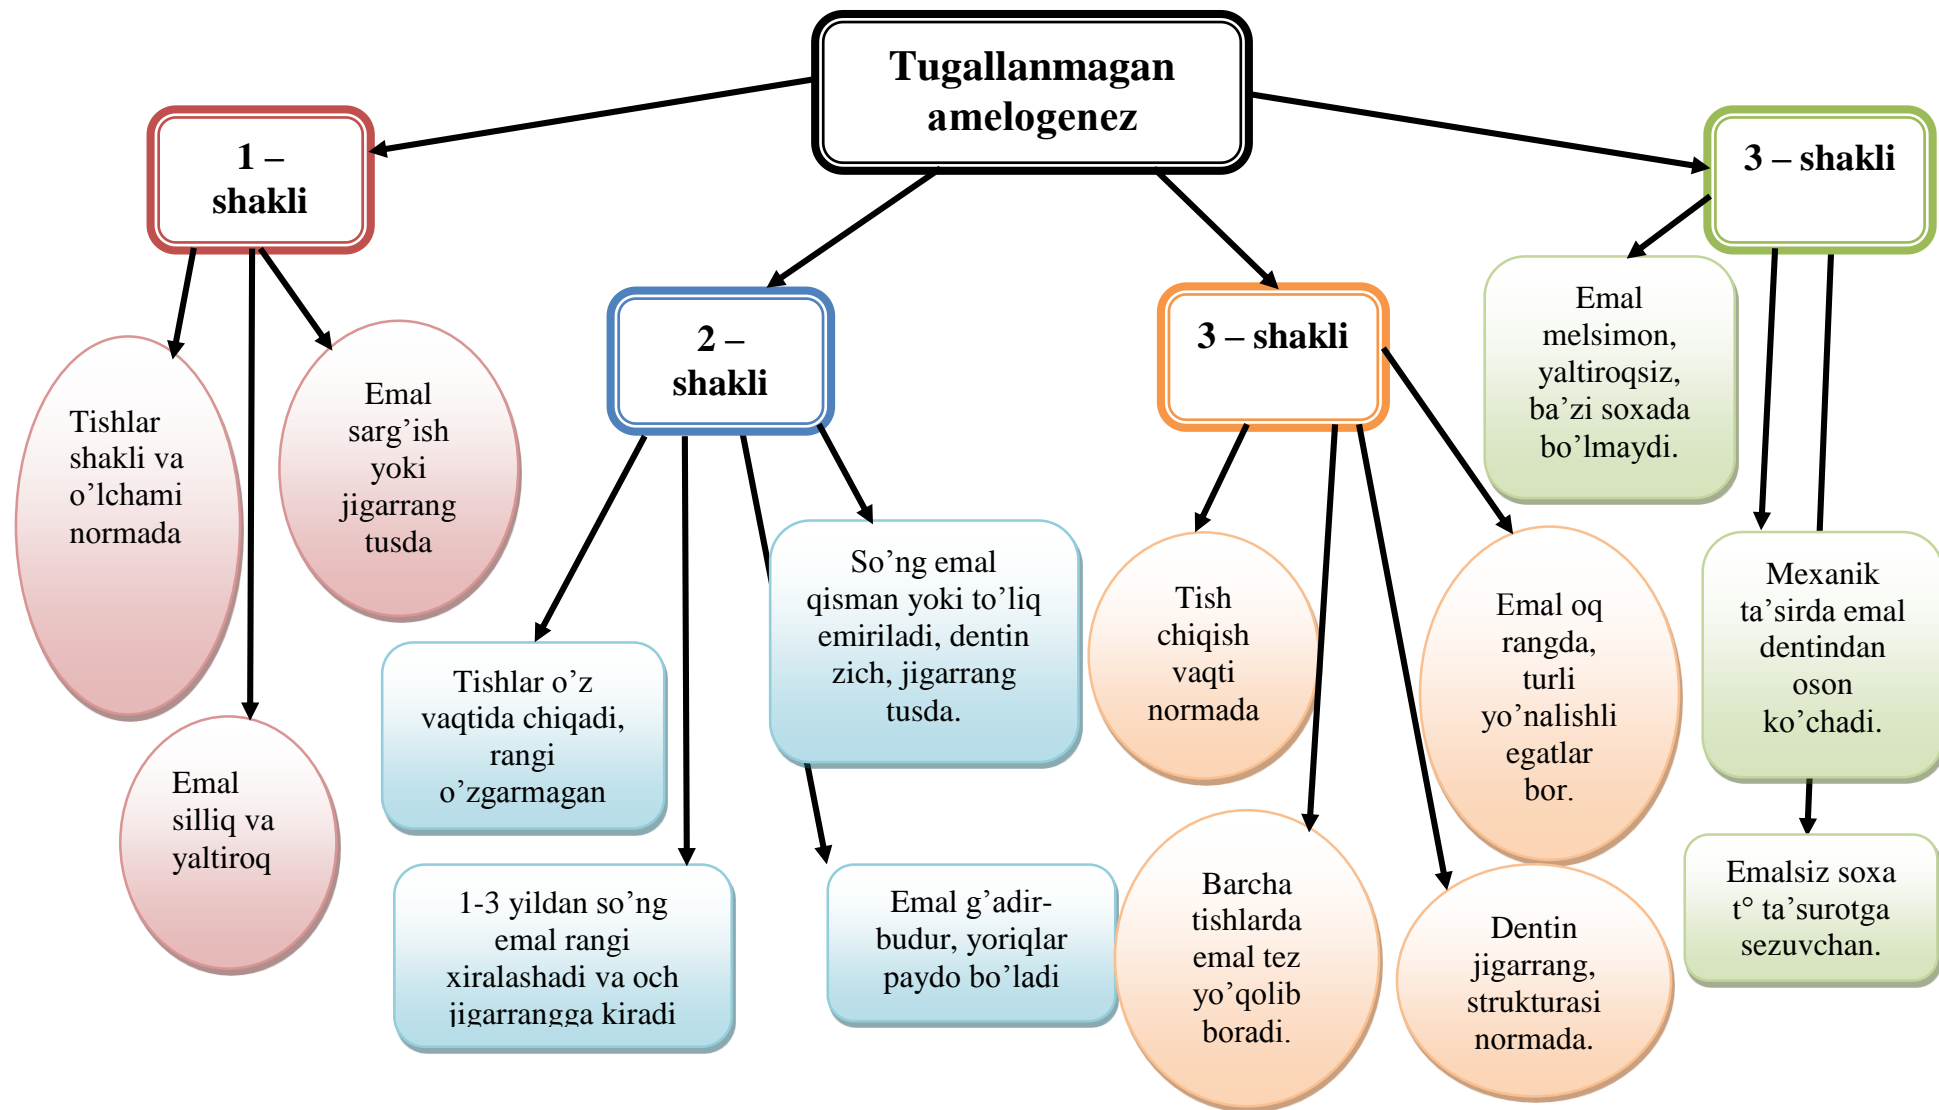 Tugallanmagan
amelogenez
1 –
shakli
3 – shakli
2 –
shakli
3 – shakli
Emal
melsimon,
yaltiroqsiz,
ba’zi soxada
bo’lmaydi.
Tishlar
shakli va
o’lchami
normada
Emal
sarg’ish
yoki
jigarrang
tusda
Emal
silliq va
yaltiroq
Tishlar o’z
vaqtida chiqadi,
rangi
o’zgarmagan
So’ng emal
qisman yoki to’liq
emiriladi, dentin
zich, jigarrang
tusda.
1-3 yildan so’ng
emal rangi
xiralashadi va och
jigarrangga kiradi
Emal g’adir-
budur, yoriqlar
paydo bo’ladi
Tish
chiqish
vaqti
normada
Emal oq
rangda,
turli
yo’nalishli
egatlar
bor.
Barcha
tishlarda
emal tez
yo’qolib
boradi.
Dentin
jigarrang,
strukturasi
normada.
Mexanik
ta’sirda emal
dentindan
oson
ko’chadi.
Emalsiz soxa
t° ta’surotga
sezuvchan.